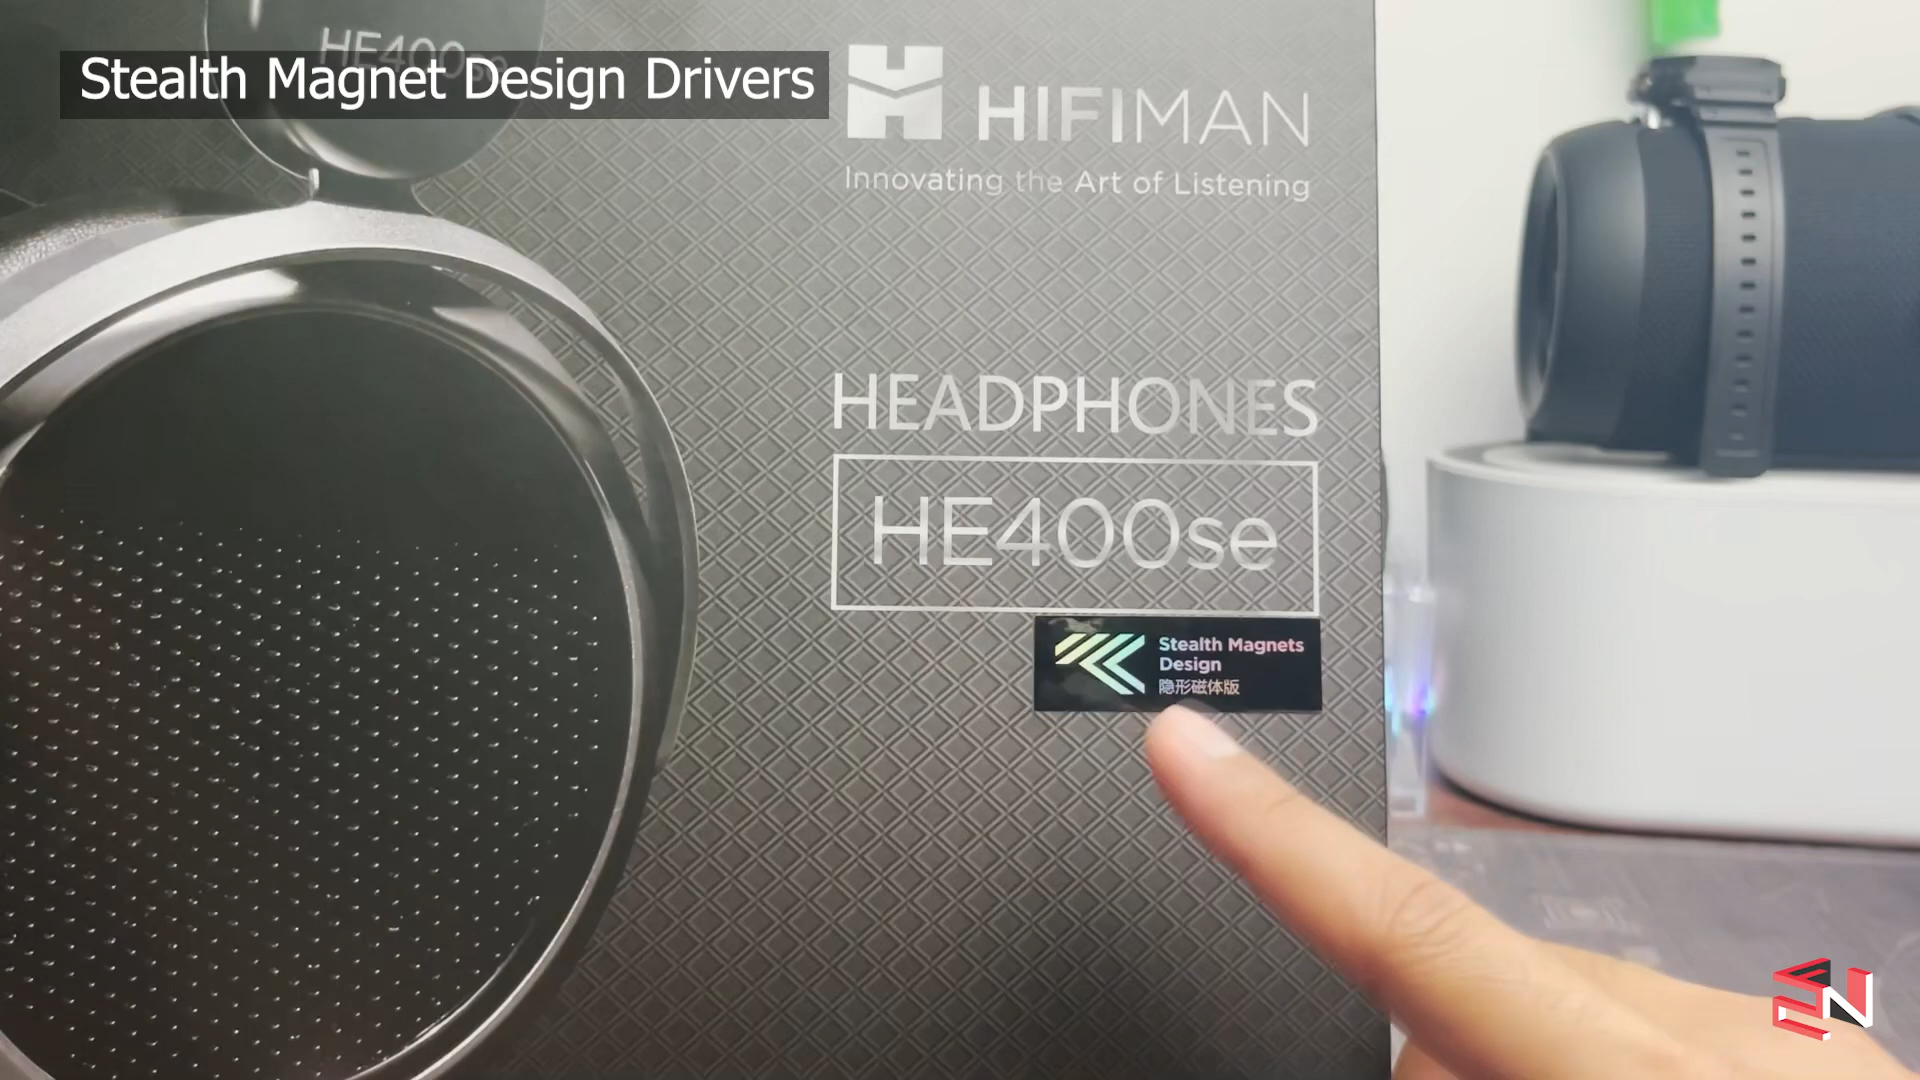 HE400se
Stealth Magnet Design Drivers
HIFIMAN
Innovating the Art of Listening
HEADPHONES
HE400se
Stealth Magnets
Design
隐形磁体版